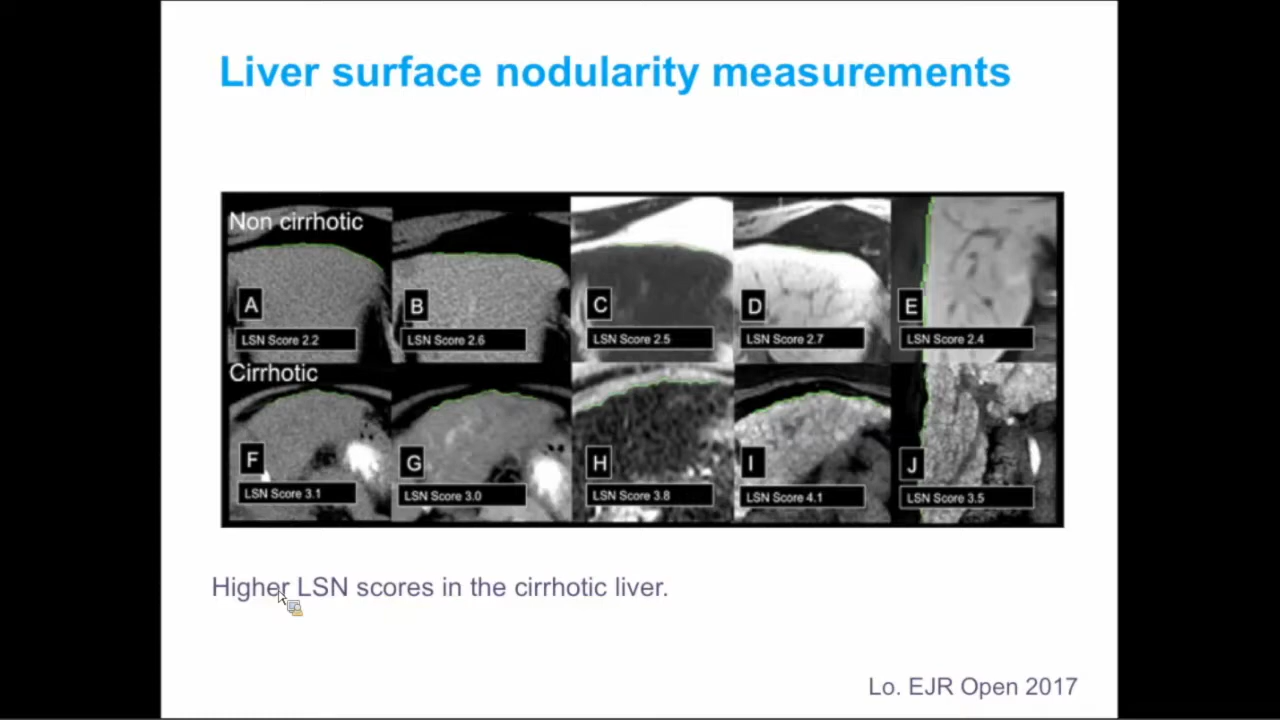 Liver surface nodularity measurements
Non cirrhotic
A
B
C
D
E
LSN Score 2.2
LSN Score 2.6
LSN Score 2.5
LSN Score 2.7
LSN Score 2.4
Cirrhotic
F
G
H
I
J
LSN Score 3.1
LSN Score 3.0
LSN Score 3.8
LSN Score 4.1
LSN Score 3.5
Higher LSN scores in the cirrhotic liver.
Lo. EJR Open 2017